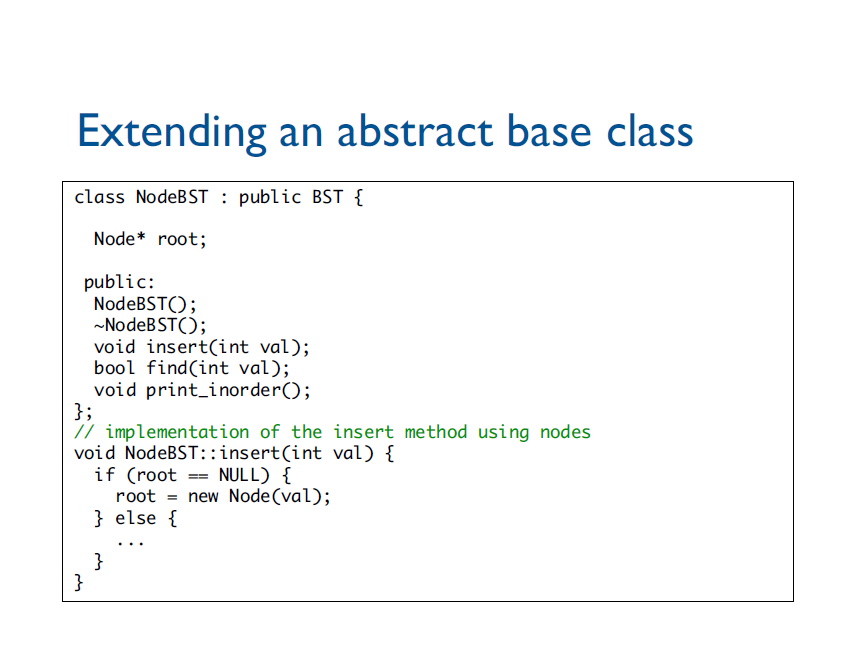 Extending an abstract base class
class NodeBST : public BST {
Node* root;
public:
NodeBST();
~NodeBST();
void insert(int val);
bool find(int val);
void print_inorder();
};
// implementation of the insert method using nodes
void NodeBST::insert(int val) {
if (root == NULL) {
root = new Node(val);
} else {
...
}
}